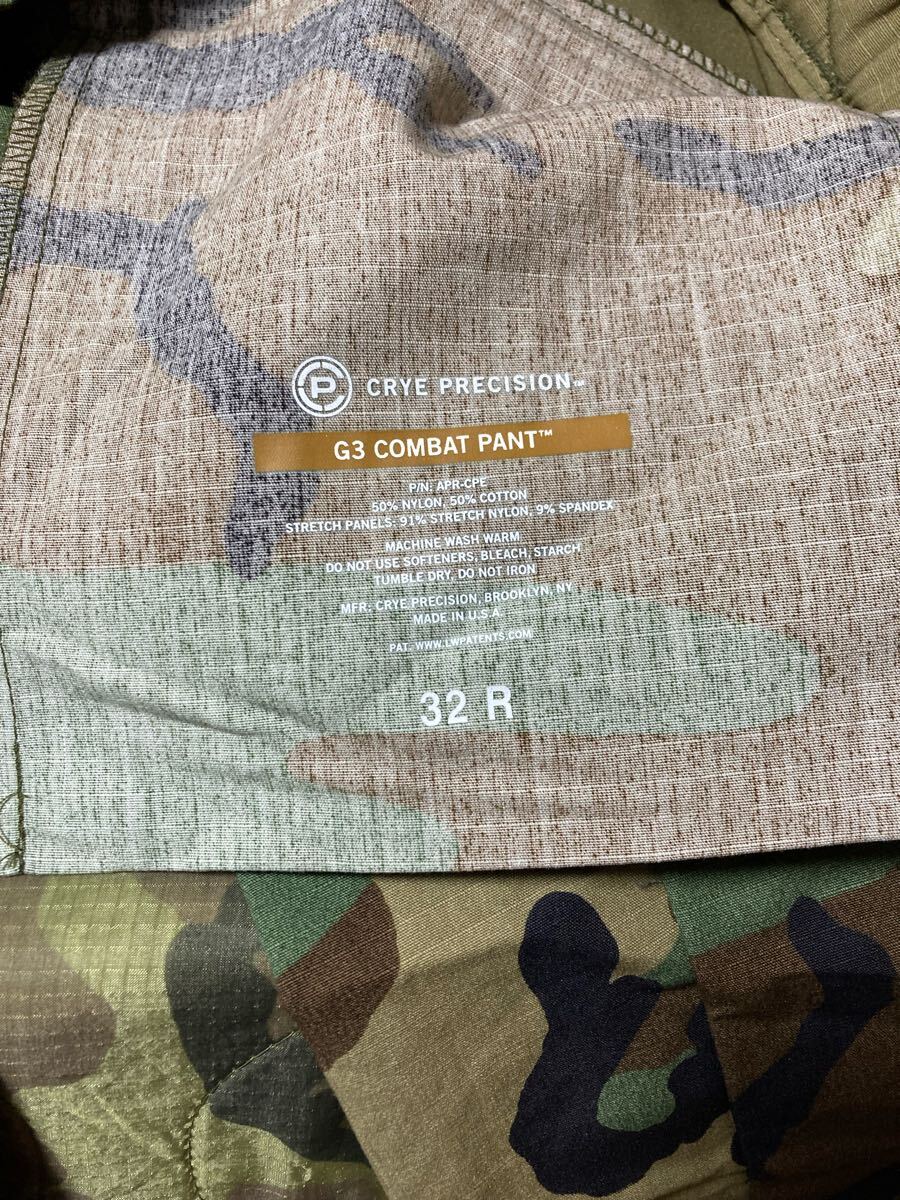 P CRYE PRECISION™
G3 COMBAT PANT™
P/N. APR-CPE
50% NYLON, 50% COTTON
STRETCH PANELS: 91% STRETCH NYLON, 9% SPANDEX
MACHINE WASH WARM
DO NOT USE SOFTENERS, BLEACH, STARCH
TUMBLE DRY, DO NOT IRON
MFR. CRYE PRECISION, BROOKLYN, NY
MADE IN U.S.A.
PAT. WWW.LWPATENTS.COM
32 R